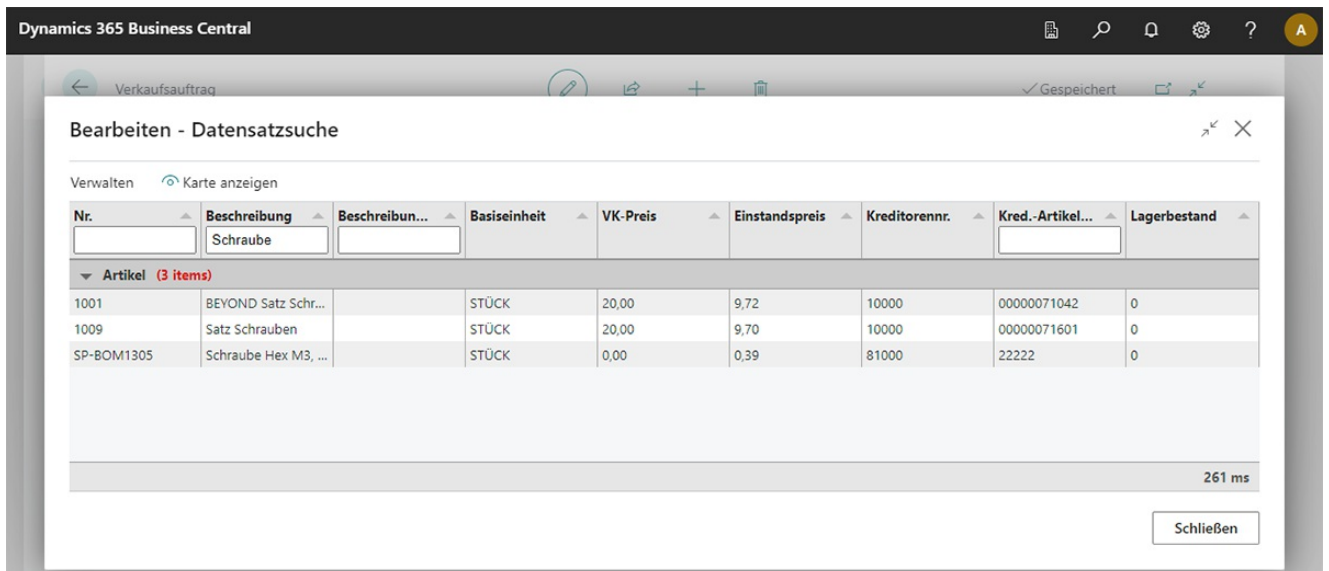 Dynamics 365 Business Central
A
Verkaufsauftrag
Gespeichert
Bearbeiten - Datensatzsuche
Verwalten Karte anzeigen
Nr. Beschreibung Beschreibun... Basiseinheit VK-Preis Einstandspreis Kreditorennr. Kred.-Artikel... Lagerbestand
Schraube
Artikel (3 items)
1001 BEYOND Satz Schr... STÜCK 20,00 9,72 10000 00000071042 0
1009 Satz Schrauben STÜCK 20,00 9,70 10000 00000071601 0
SP-BOM1305 Schraube Hex M3, ... STÜCK 0,00 0,39 81000 22222 0
261 ms
Schließen